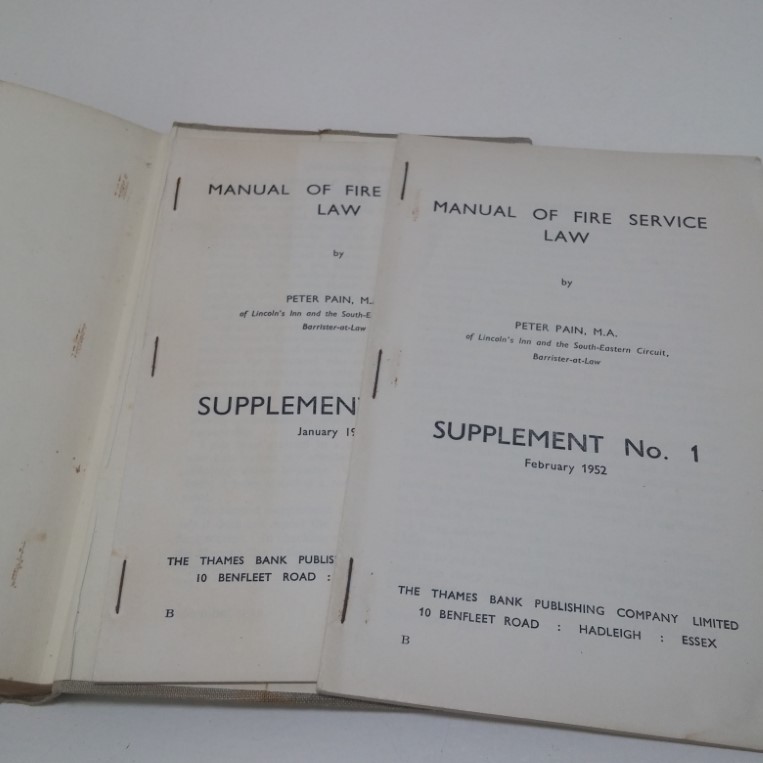 MANUAL OF FIRE
LAW
by
PETER PAIN, M.
of Lincoln's Inn and the South-E
Barrister-at-Law
SUPPLEMEN
January 19
THE THAMES BANK PUBLIS
10 BENFLEET ROAD :
B
MANUAL OF FIRE SERVICE
LAW
by
PETER PAIN, M.A.
of Lincoln's Inn and the South-Eastern Circuit,
Barrister-at-Law
SUPPLEMENT No. 1
February 1952
THE THAMES BANK PUBLISHING COMPANY LIMITED
10 BENFLEET ROAD : HADLEIGH : ESSEX
B